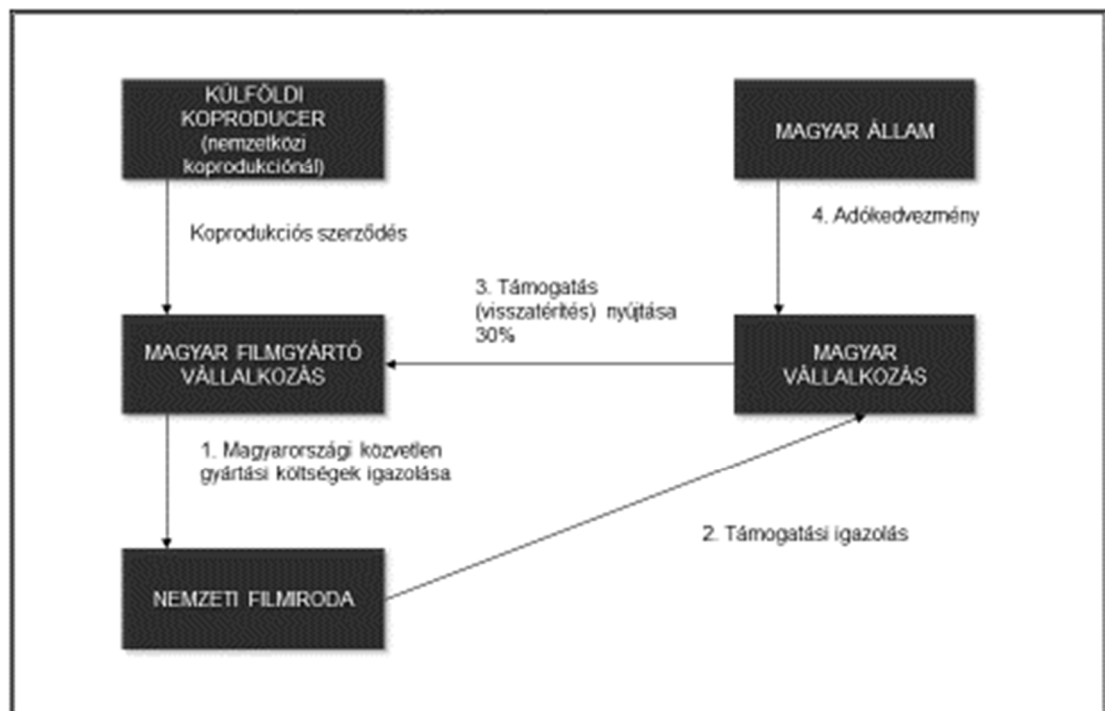 KÜLFÖLDI
KOPRODUCER
(nemzetközi
koprodukciónál)
MAGYAR ÁLLAM
Koprodukciós szerződés
4. Adókedvezmény
3. Támogatás
(visszatérítés) nyújtása
30%
MAGYAR FILMGYÁRTÓ
VÁLLALKOZÁS
MAGYAR
VÁLLALKOZÁS
1. Magyarországi közvetlen
gyártási költségek igazolása
2. Támogatási igazolás
NEMZETI FILMIRODA